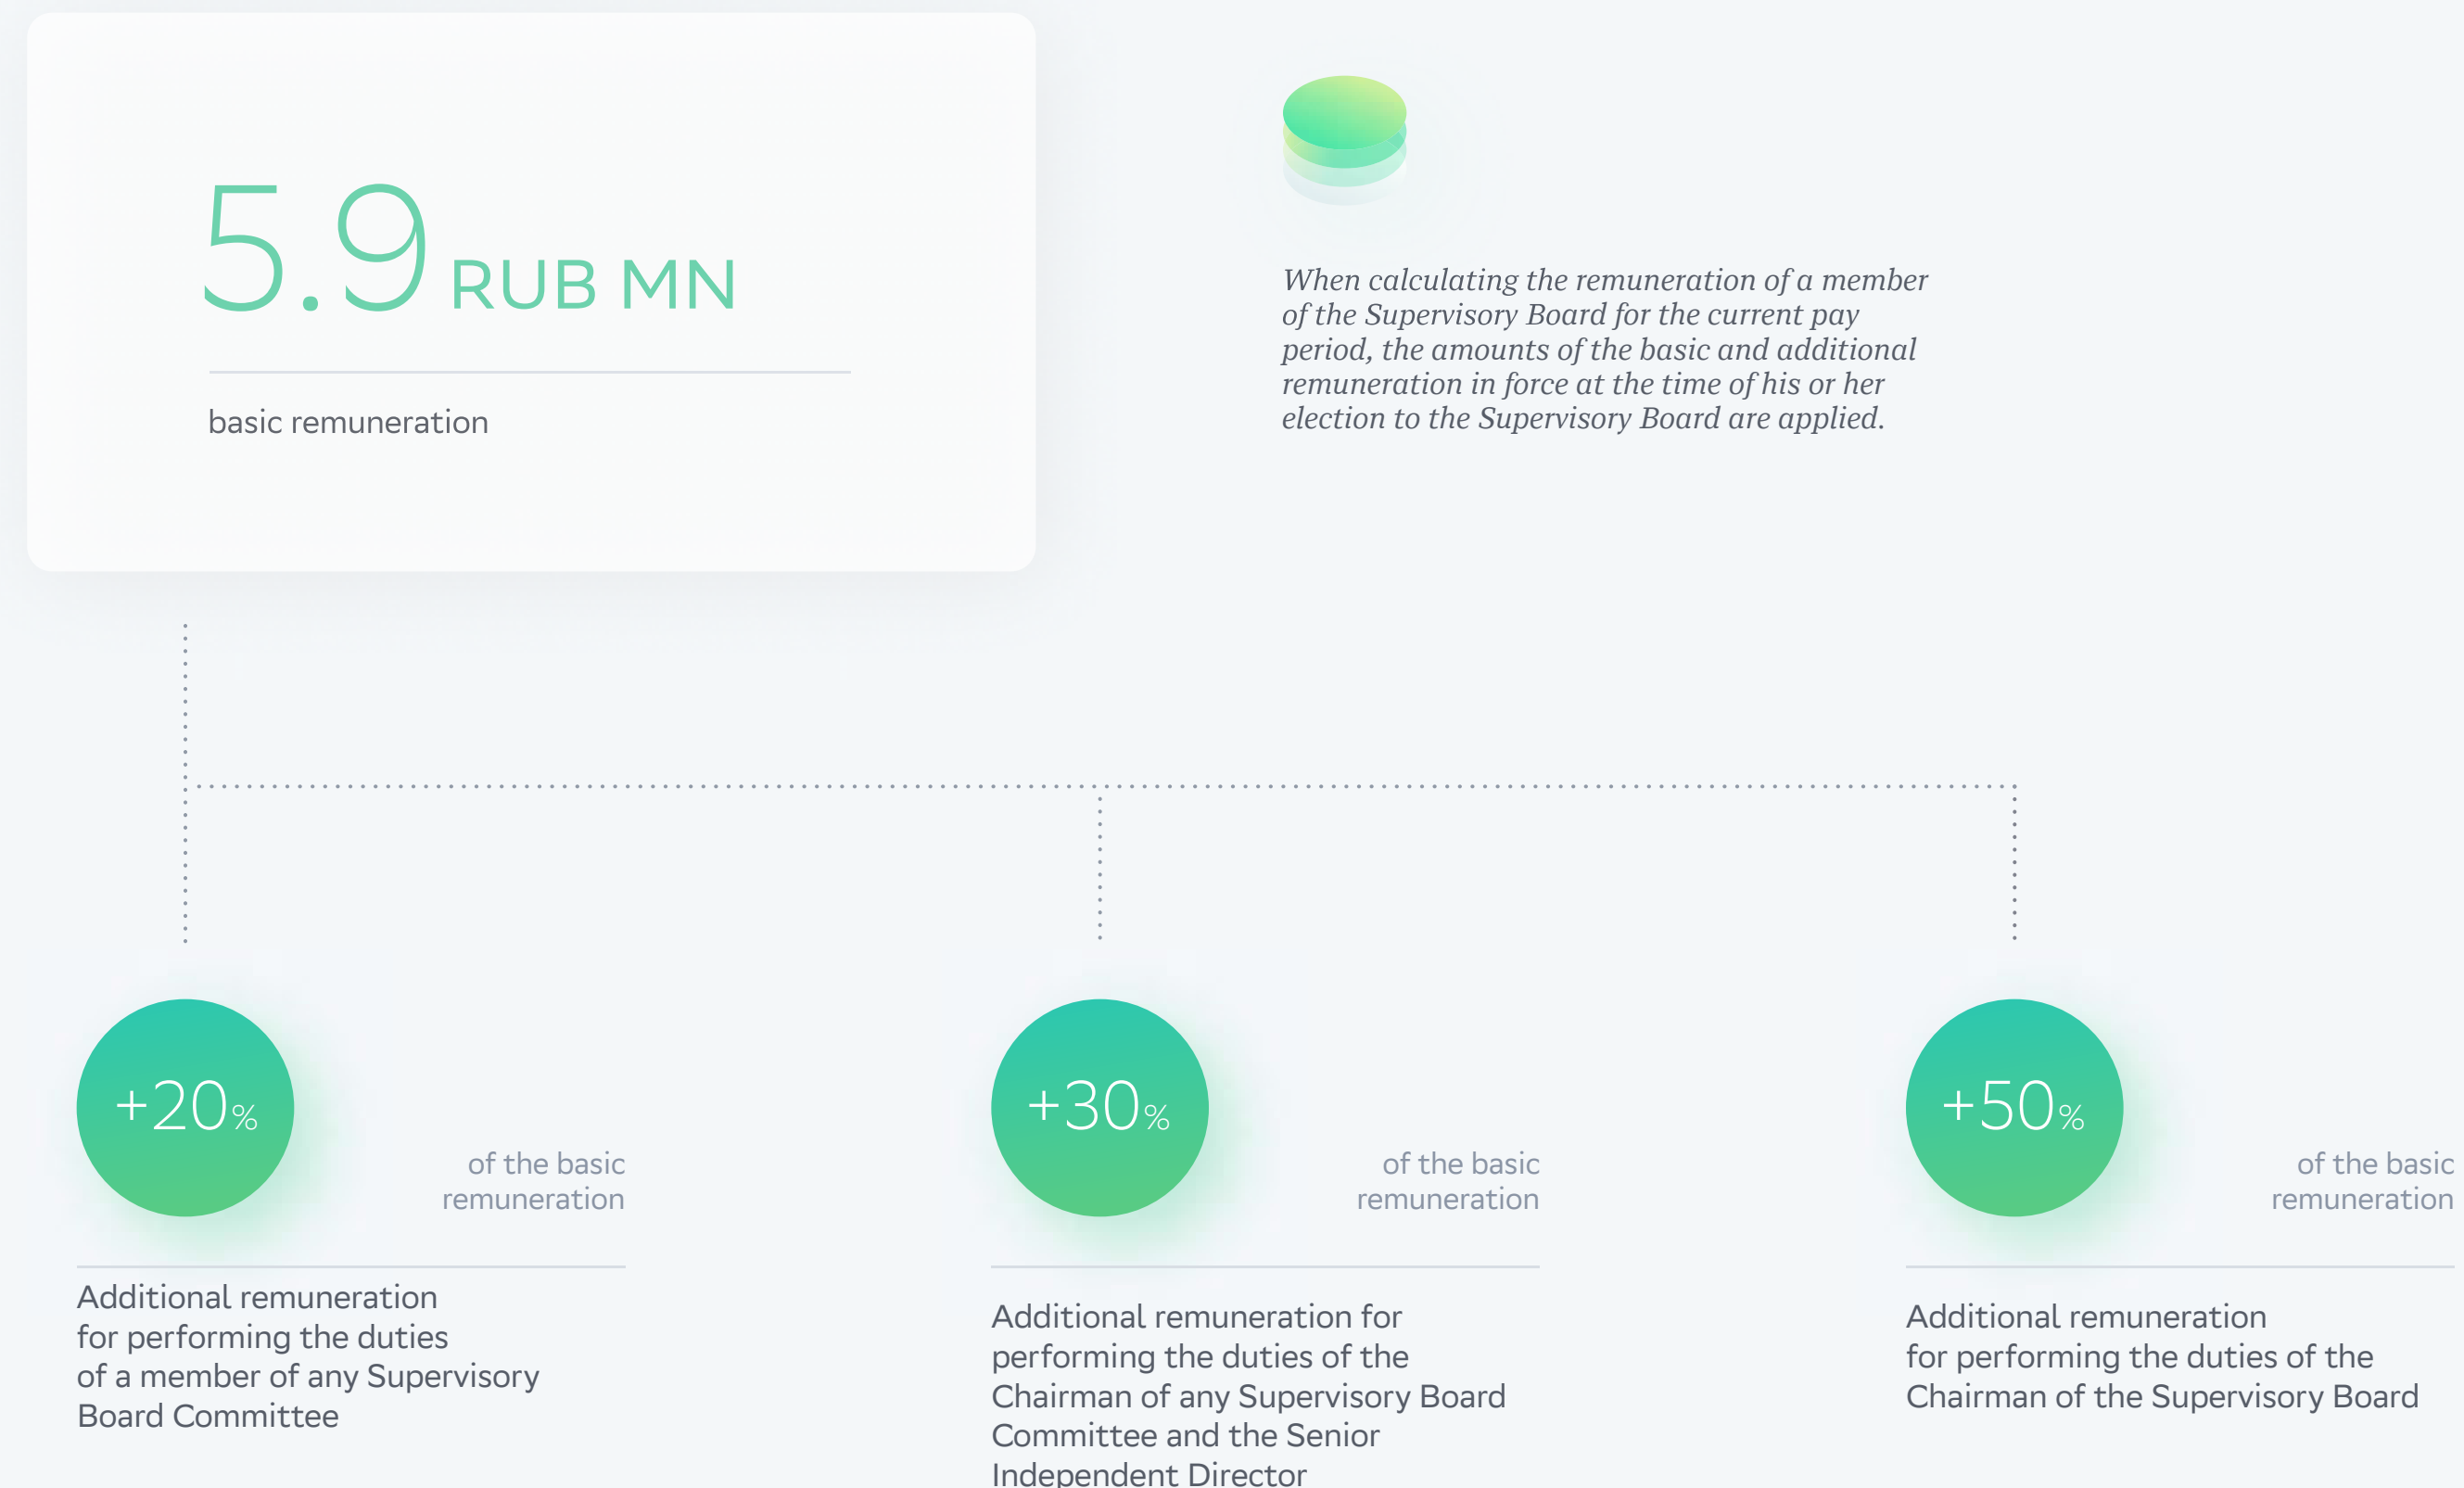 5.9 RUB MN
basic remuneration
When calculating the remuneration of a member
of the Supervisory Board for the current pay
period, the amounts of the basic and additional
remuneration in force at the time of his or her
election to the Supervisory Board are applied.
+20%
of the basic
remuneration
Additional remuneration
for performing the duties
of a member of any Supervisory
Board Committee
+30%
of the basic
remuneration
Additional remuneration for
performing the duties of the
Chairman of any Supervisory Board
Committee and the Senior
Independent Director
+50%
of the basic
remuneration
Additional remuneration
for performing the duties of the
Chairman of the Supervisory Board